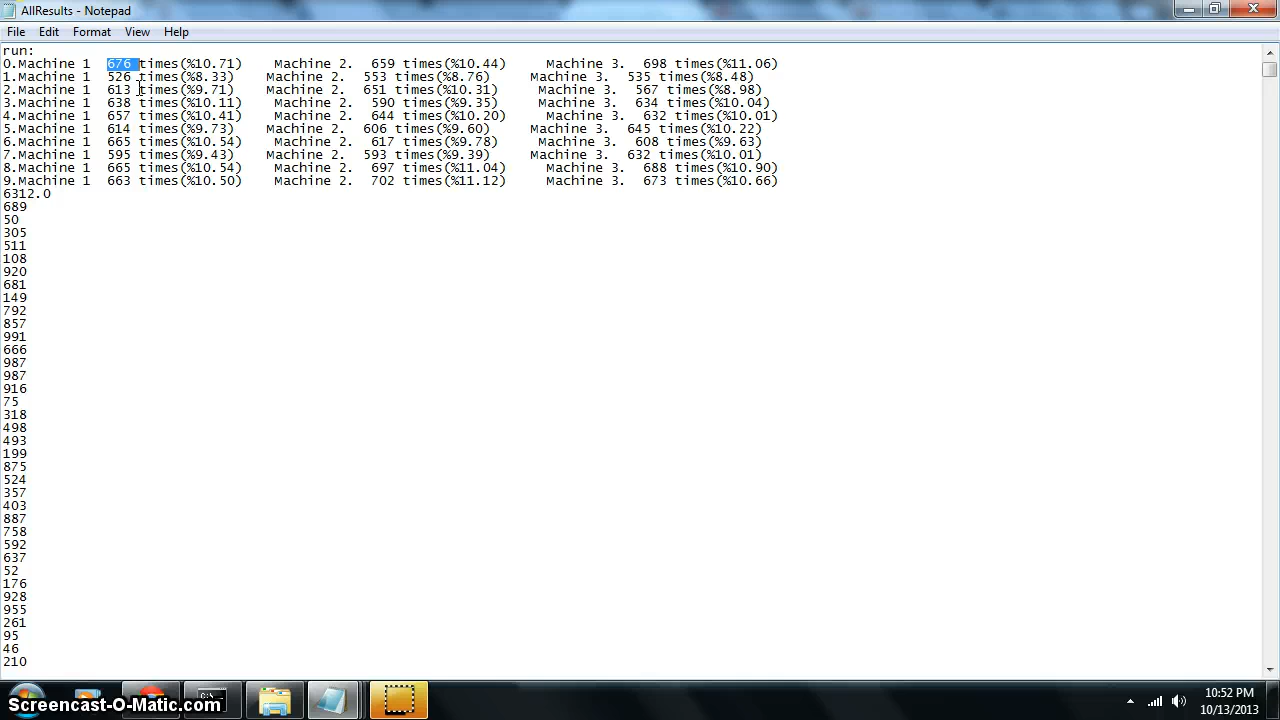 AllResults - Notepad
File Edit Format View Help
run:
0.Machine 1 676 times(%10.71) Machine 2. 659 times(%10.44) Machine 3. 698 times(%11.06)
1.Machine 1 526 times(%8.33) Machine 2. 553 times(%8.76) Machine 3. 535 times(%8.48)
2.Machine 1 613 times(%9.71) Machine 2. 651 times(%10.31) Machine 3. 567 times(%8.98)
3.Machine 1 638 times(%10.11) Machine 2. 590 times(%9.35) Machine 3. 634 times(%10.04)
4.Machine 1 657 times(%10.41) Machine 2. 644 times(%10.20) Machine 3. 632 times(%10.01)
5.Machine 1 614 times(%9.73) Machine 2. 606 times(%9.60) Machine 3. 645 times(%10.22)
6.Machine 1 665 times(%10.54) Machine 2. 617 times(%9.78) Machine 3. 608 times(%9.63)
7.Machine 1 595 times(%9.43) Machine 2. 593 times(%9.39) Machine 3. 632 times(%10.01)
8.Machine 1 665 times(%10.54) Machine 2. 697 times(%11.04) Machine 3. 688 times(%10.90)
9.Machine 1 663 times(%10.50) Machine 2. 702 times(%11.12) Machine 3. 673 times(%10.66)
6312.0
689
50
305
511
108
920
681
149
792
857
991
666
987
987
916
75
318
498
493
199
875
524
357
403
887
758
592
637
52
176
928
955
261
95
46
210
Screencast-O-Matic.com
10:52 PM
10/13/2013